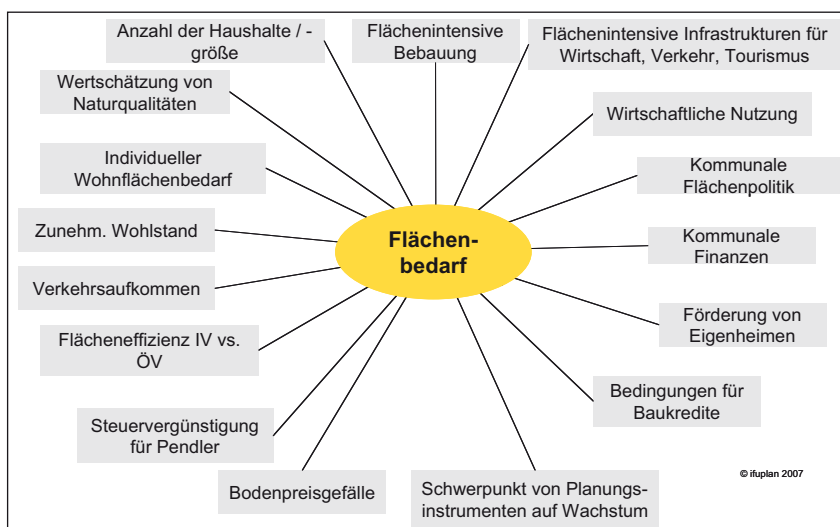 Anzahl der Haushalte / -
größe
Flächenintensive
Bebauung
Flächenintensive Infrastrukturen für
Wirtschaft, Verkehr, Tourismus
Wertschätzung von
Naturqualitäten
Wirtschaftliche Nutzung
Individueller
Wohnflächenbedarf
Kommunale
Flächenpolitik
Zunehm. Wohlstand
Flächen-
bedarf
Kommunale
Finanzen
Verkehrsaufkommen
Förderung von
Eigenheimen
Flächeneffizienz IV vs.
ÖV
Bedingungen für
Baukredite
Steuervergünstigung
für Pendler
Bodenpreisgefälle
Schwerpunkt von Planungs-
instrumenten auf Wachstum
© ifuplan 2007